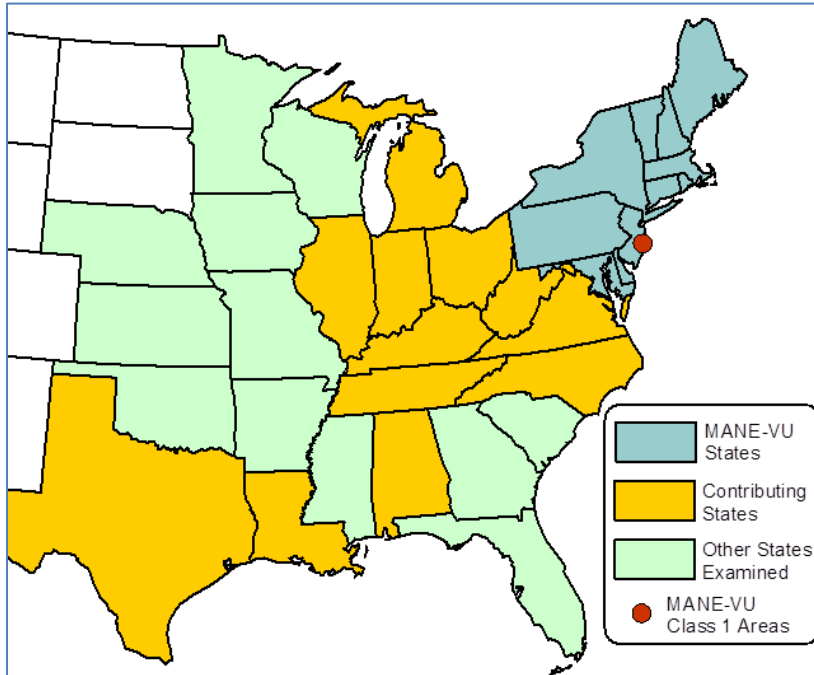 MANE-VU
States
Contributing
States
Other States
Examined
MANE-VU
Class 1 Areas